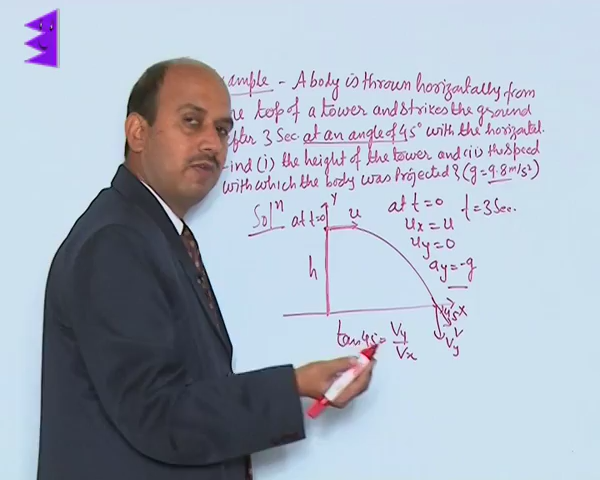 ample - A body is thrown horizontally from
he top of a tower and strikes the ground
fter 3 Sec. at an angle of 45° with the horizontal.
ind (i) the height of the tower and (ii) the speed
with which the body was projected? (g = 9.8 m/s²)
Solⁿ at t=0 Y u at t=0 t=3 Sec.
ux = u
uy = 0
h ay = -g
45° X
tan 45 = Vy/Vx Vy V